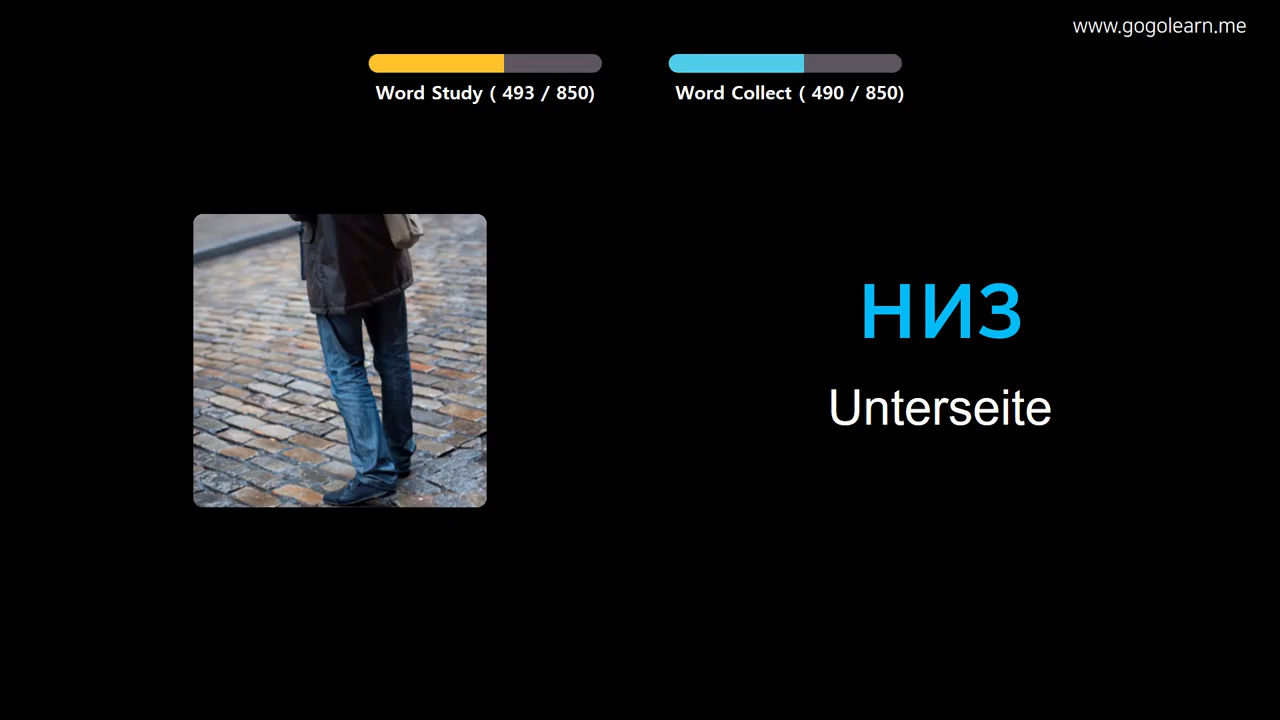 www.gogolearn.me
Word Study ( 493 / 850)
Word Collect ( 490 / 850)
низ
Unterseite